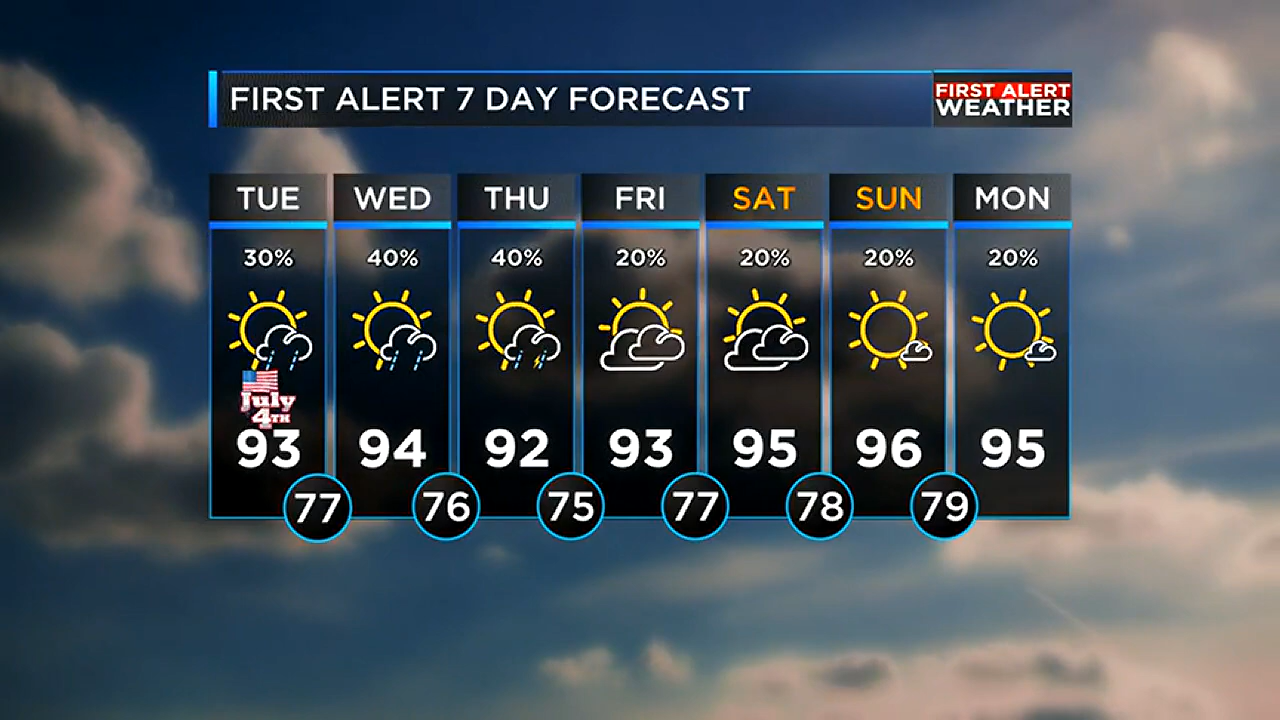 FIRST ALERT 7 DAY FORECAST
FIRST ALERT
WEATHER
TUE WED THU FRI SAT SUN MON
30% 40% 40% 20% 20% 20% 20%
July
4TH
93 94 92 93 95 96 95
77 76 75 77 78 79